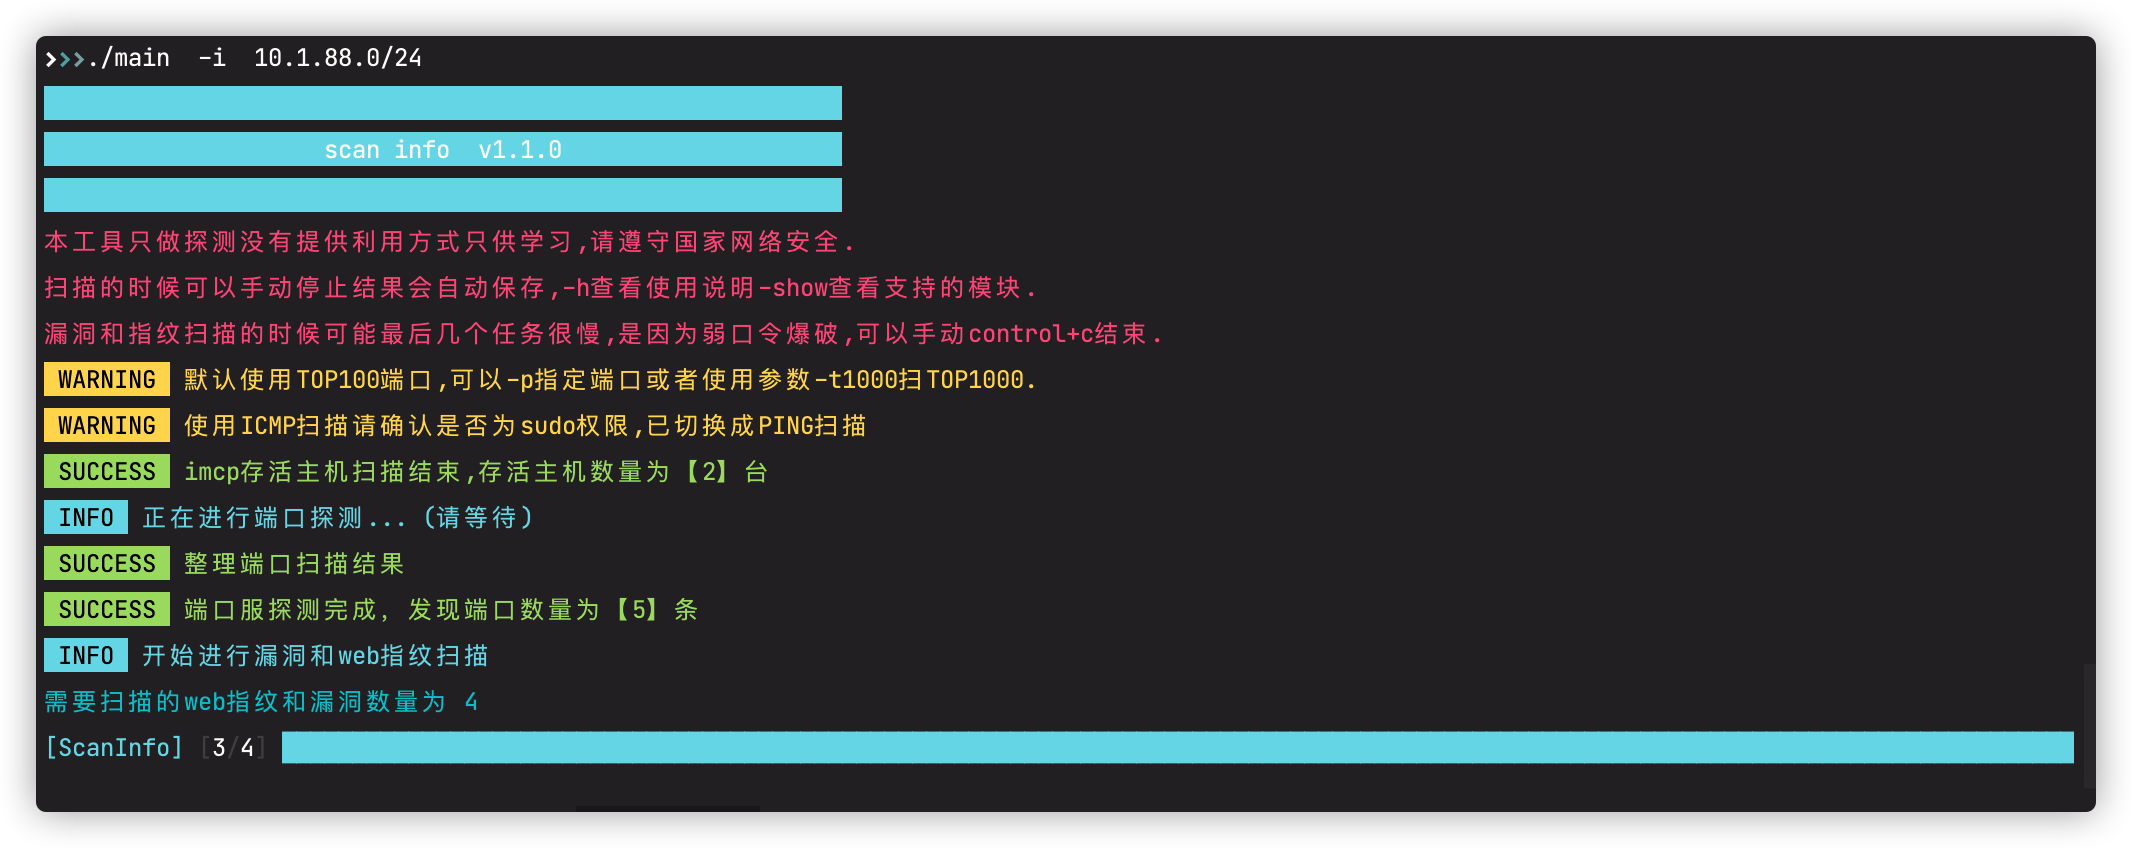 ❯❯❯./main  -i  10.1.88.0/24
scan info  v1.1.0
本工具只做探测没有提供利用方式只供学习,请遵守国家网络安全.
扫描的时候可以手动停止结果会自动保存,-h查看使用说明-show查看支持的模块.
漏洞和指纹扫描的时候可能最后几个任务很慢,是因为弱口令爆破,可以手动control+c结束.
WARNING 默认使用TOP100端口,可以-p指定端口或者使用参数-t1000扫TOP1000.
WARNING 使用ICMP扫描请确认是否为sudo权限,已切换成PING扫描
SUCCESS imcp存活主机扫描结束,存活主机数量为【2】台
INFO 正在进行端口探测...(请等待)
SUCCESS 整理端口扫描结果
SUCCESS 端口服探测完成, 发现端口数量为【5】条
INFO 开始进行漏洞和web指纹扫描
需要扫描的web指纹和漏洞数量为 4
[ScanInfo] [3/4]